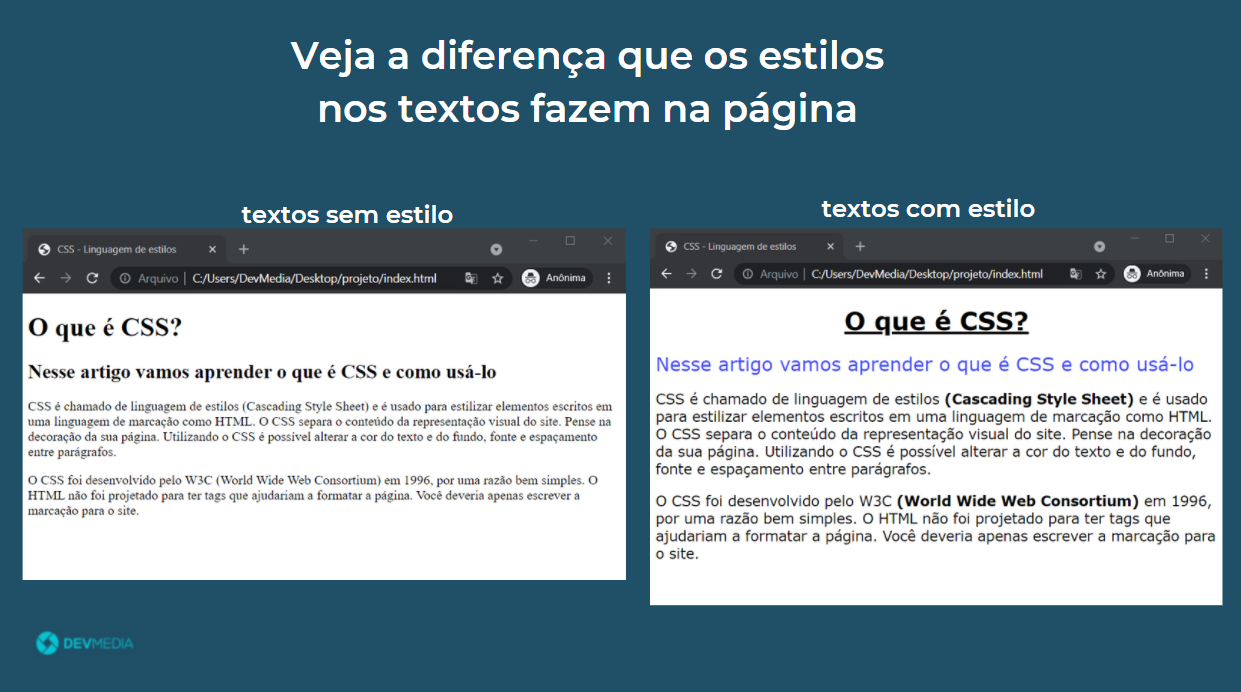 Veja a diferença que os estilos
nos textos fazem na página
textos sem estilo
CSS - Linguagem de estilos
Arquivo | C:/Users/DevMedia/Desktop/projeto/index.html
Anônima
O que é CSS?
Nesse artigo vamos aprender o que é CSS e como usá-lo
CSS é chamado de linguagem de estilos (Cascading Style Sheet) e é usado para estilizar elementos escritos em
uma linguagem de marcação como HTML. O CSS separa o conteúdo da representação visual do site. Pense na
decoração da sua página. Utilizando o CSS é possível alterar a cor do texto e do fundo, fonte e espaçamento
entre parágrafos.
O CSS foi desenvolvido pelo W3C (World Wide Web Consortium) em 1996, por uma razão bem simples. O
HTML não foi projetado para ter tags que ajudariam a formatar a página. Você deveria apenas escrever a
marcação para o site.
textos com estilo
CSS - Linguagem de estilos
Arquivo | C:/Users/DevMedia/Desktop/projeto/index.html
Anônima
O que é CSS?
Nesse artigo vamos aprender o que é CSS e como usá-lo
CSS é chamado de linguagem de estilos (Cascading Style Sheet) e é usado
para estilizar elementos escritos em uma linguagem de marcação como HTML.
O CSS separa o conteúdo da representação visual do site. Pense na decoração
da sua página. Utilizando o CSS é possível alterar a cor do texto e do fundo,
fonte e espaçamento entre parágrafos.
O CSS foi desenvolvido pelo W3C (World Wide Web Consortium) em 1996,
por uma razão bem simples. O HTML não foi projetado para ter tags que
ajudariam a formatar a página. Você deveria apenas escrever a marcação para
o site.
DEVMEDIA